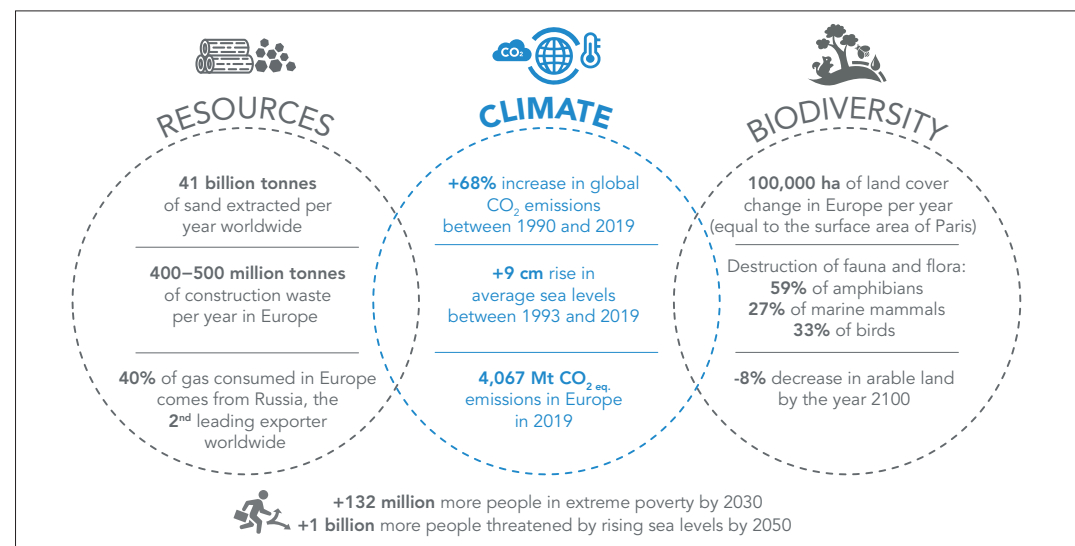 CO2
RESOURCES
41 billion tonnes
of sand extracted per
year worldwide
400–500 million tonnes
of construction waste
per year in Europe
40% of gas consumed in Europe
comes from Russia, the
2nd leading exporter
worldwide
CLIMATE
+68% increase in global
CO2 emissions
between 1990 and 2019
+9 cm rise in
average sea levels
between 1993 and 2019
4,067 Mt CO2 eq.
emissions in Europe
in 2019
BIODIVERSITY
100,000 ha of land cover
change in Europe per year
(equal to the surface area of Paris)
Destruction of fauna and flora:
59% of amphibians
27% of marine mammals
33% of birds
-8% decrease in arable land
by the year 2100
+132 million more people in extreme poverty by 2030
+1 billion more people threatened by rising sea levels by 2050